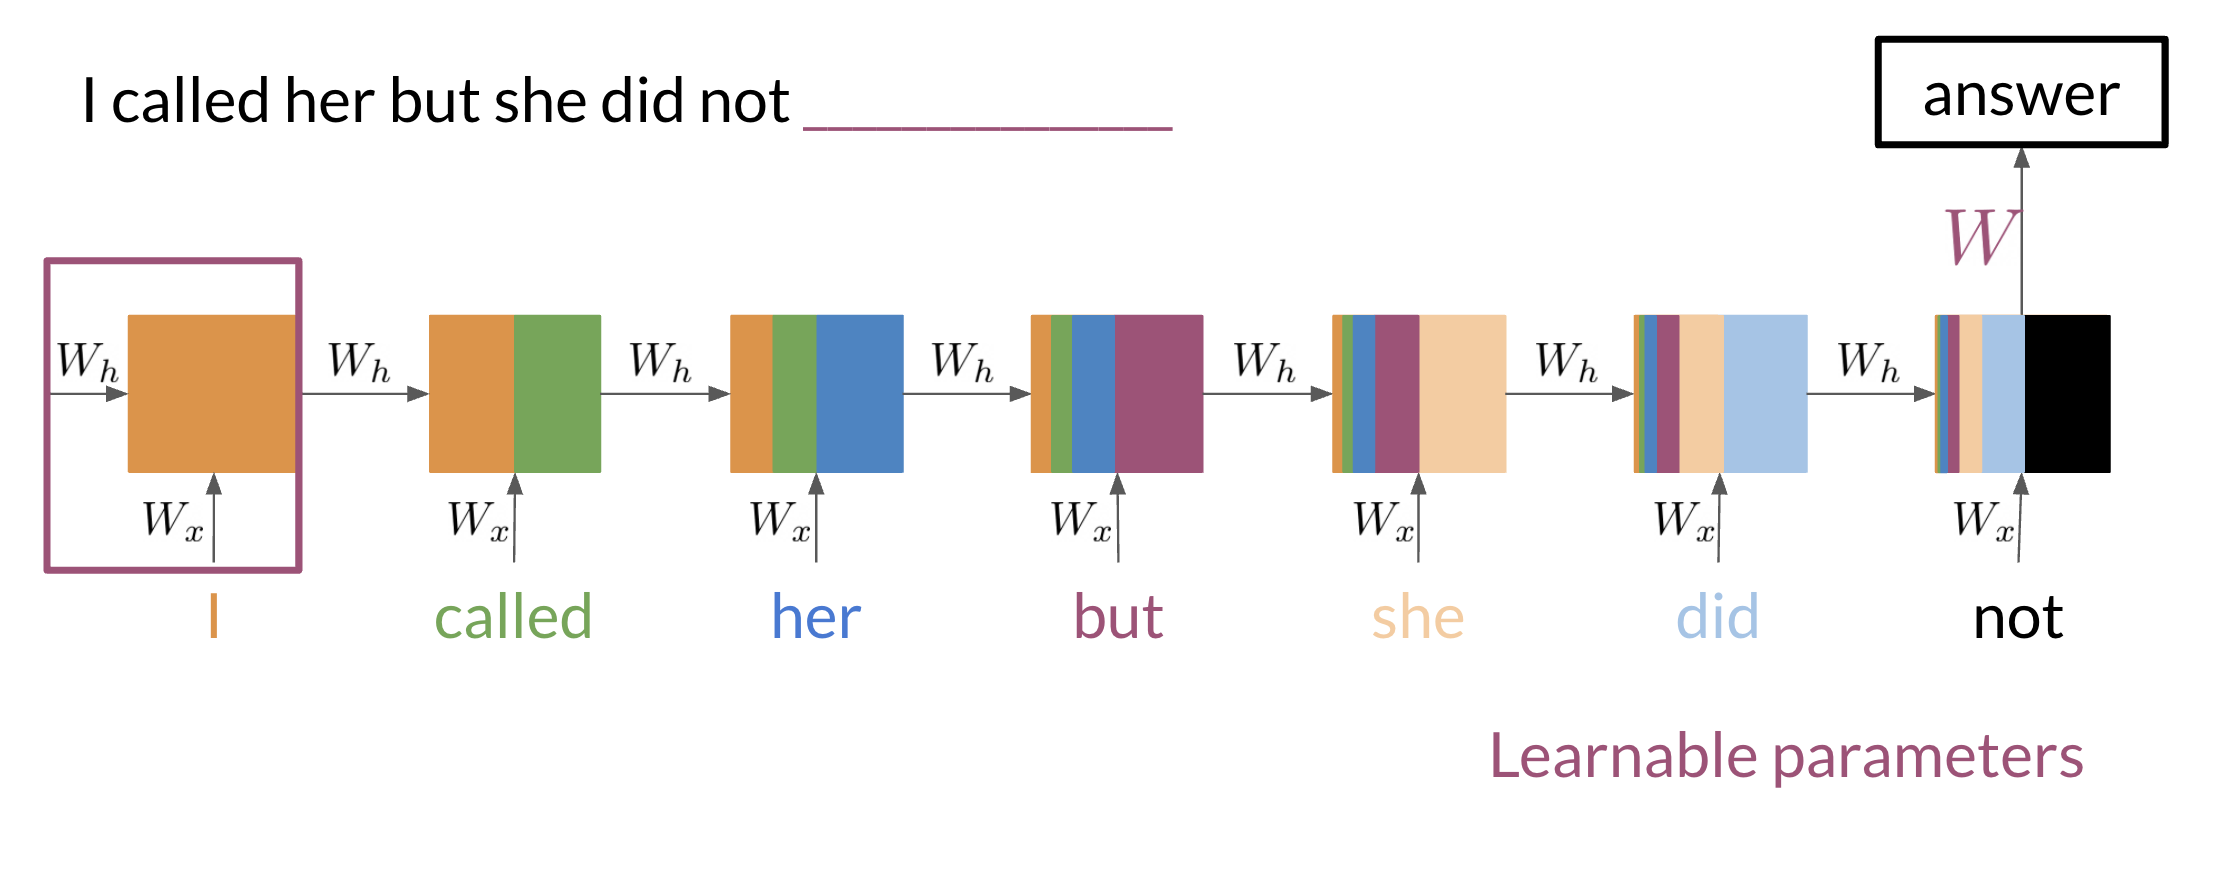 I called her but she did not _______________
answer
W
W_h W_h W_h W_h W_h W_h W_h
W_x W_x W_x W_x W_x W_x W_x
I called her but she did not
Learnable parameters